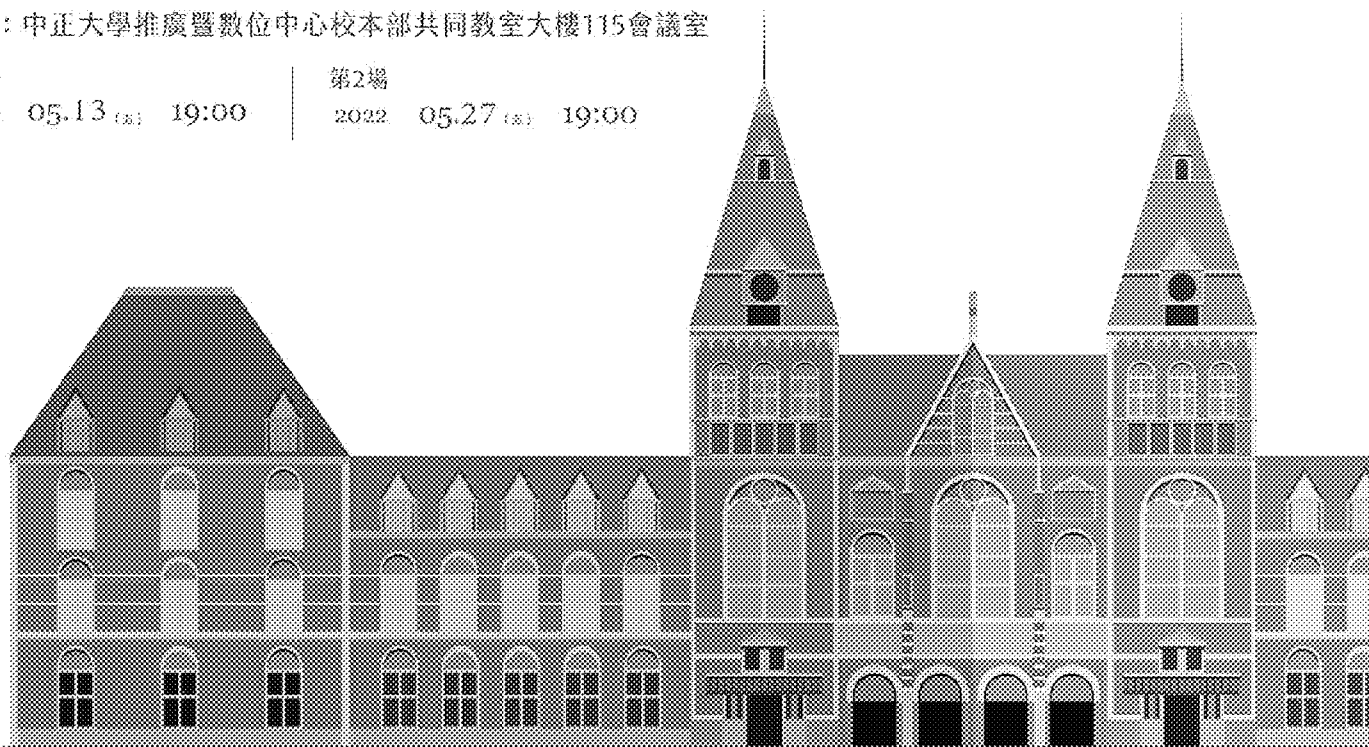 : 中正大學推廣暨數位中心校本部共同教室大樓115會議室
第2場
05.13 (五) 19:00
2022 05.27 (五) 19:00